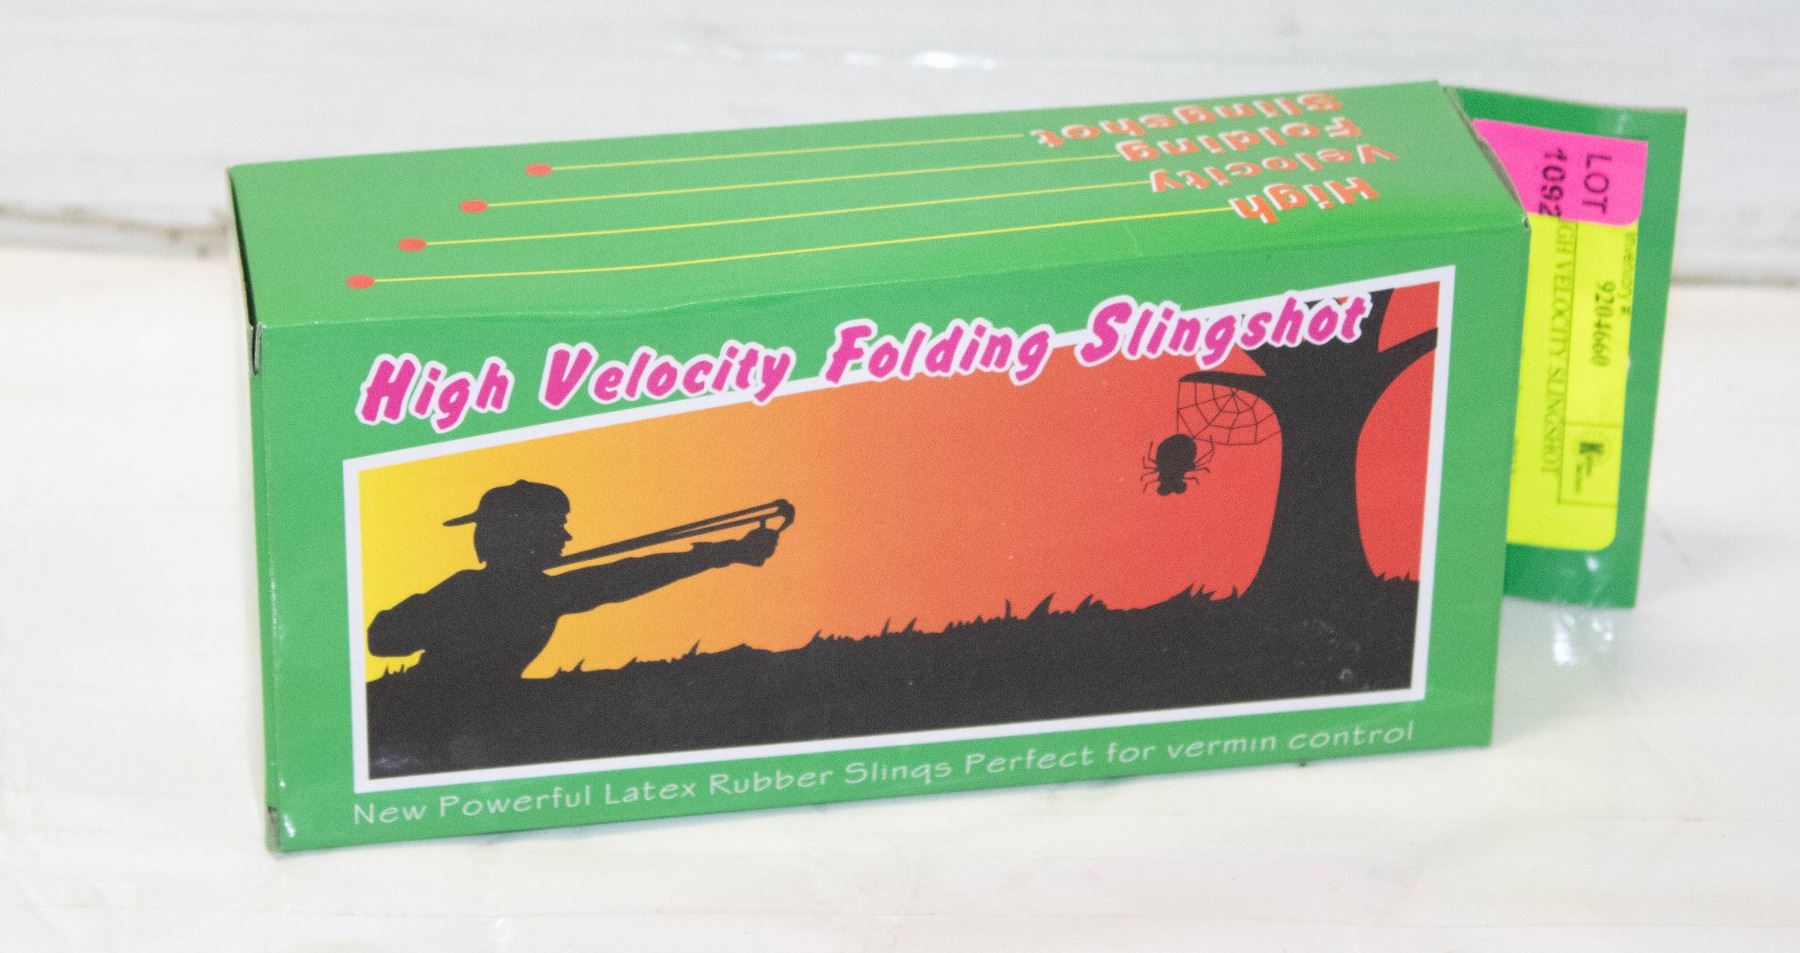 High
Velocity
Folding
Slingshot
High Velocity Folding Slingshot
New Powerful Latex Rubber Slings Perfect for vermin control
LOT
1092
9204660
GH VELOCITY SLINGSHOT